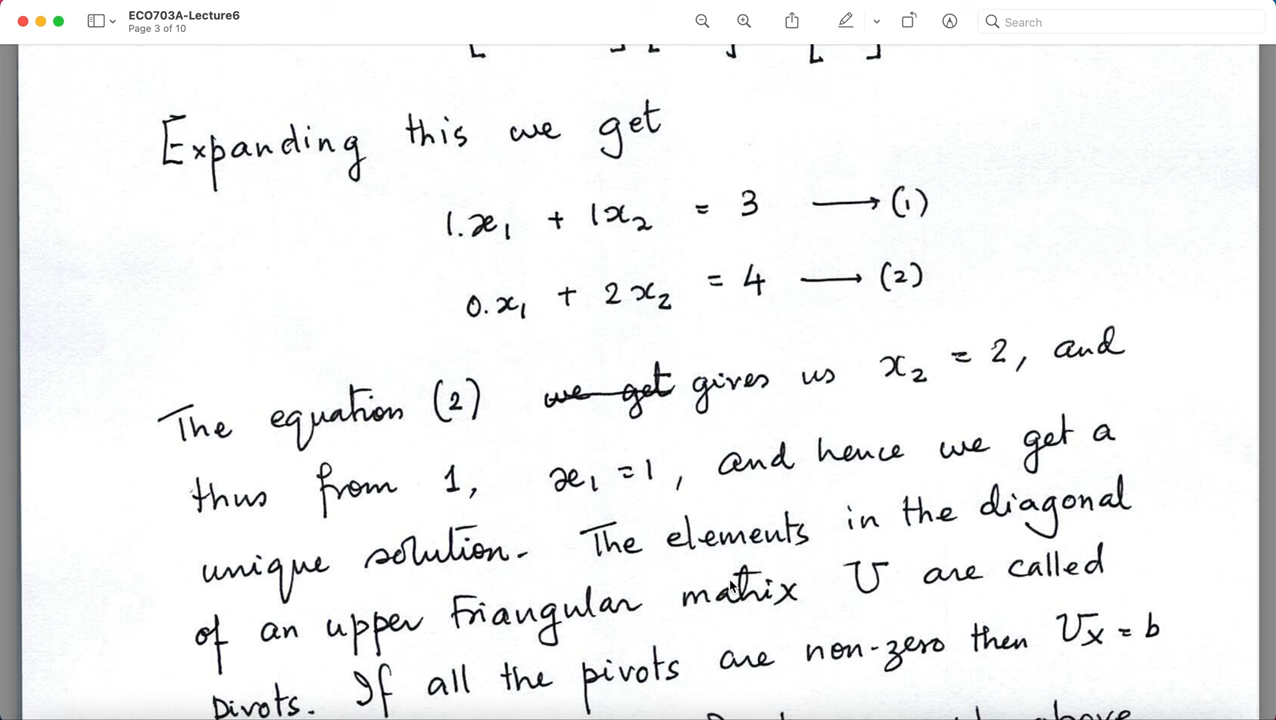 ECO703A-Lecture6
Page 3 of 10
Search
Expanding this we get
1.x₁ + 1x₂ = 3 ⟶ (1)
0.x₁ + 2x₂ = 4 ⟶ (2)
The equation (2) we get gives us x₂ = 2, and
thus from 1, x₁ = 1, and hence we get a
unique solution. The elements in the diagonal
of an upper triangular matrix U are called
Pivots. If all the pivots are non-zero then Ux = b
above